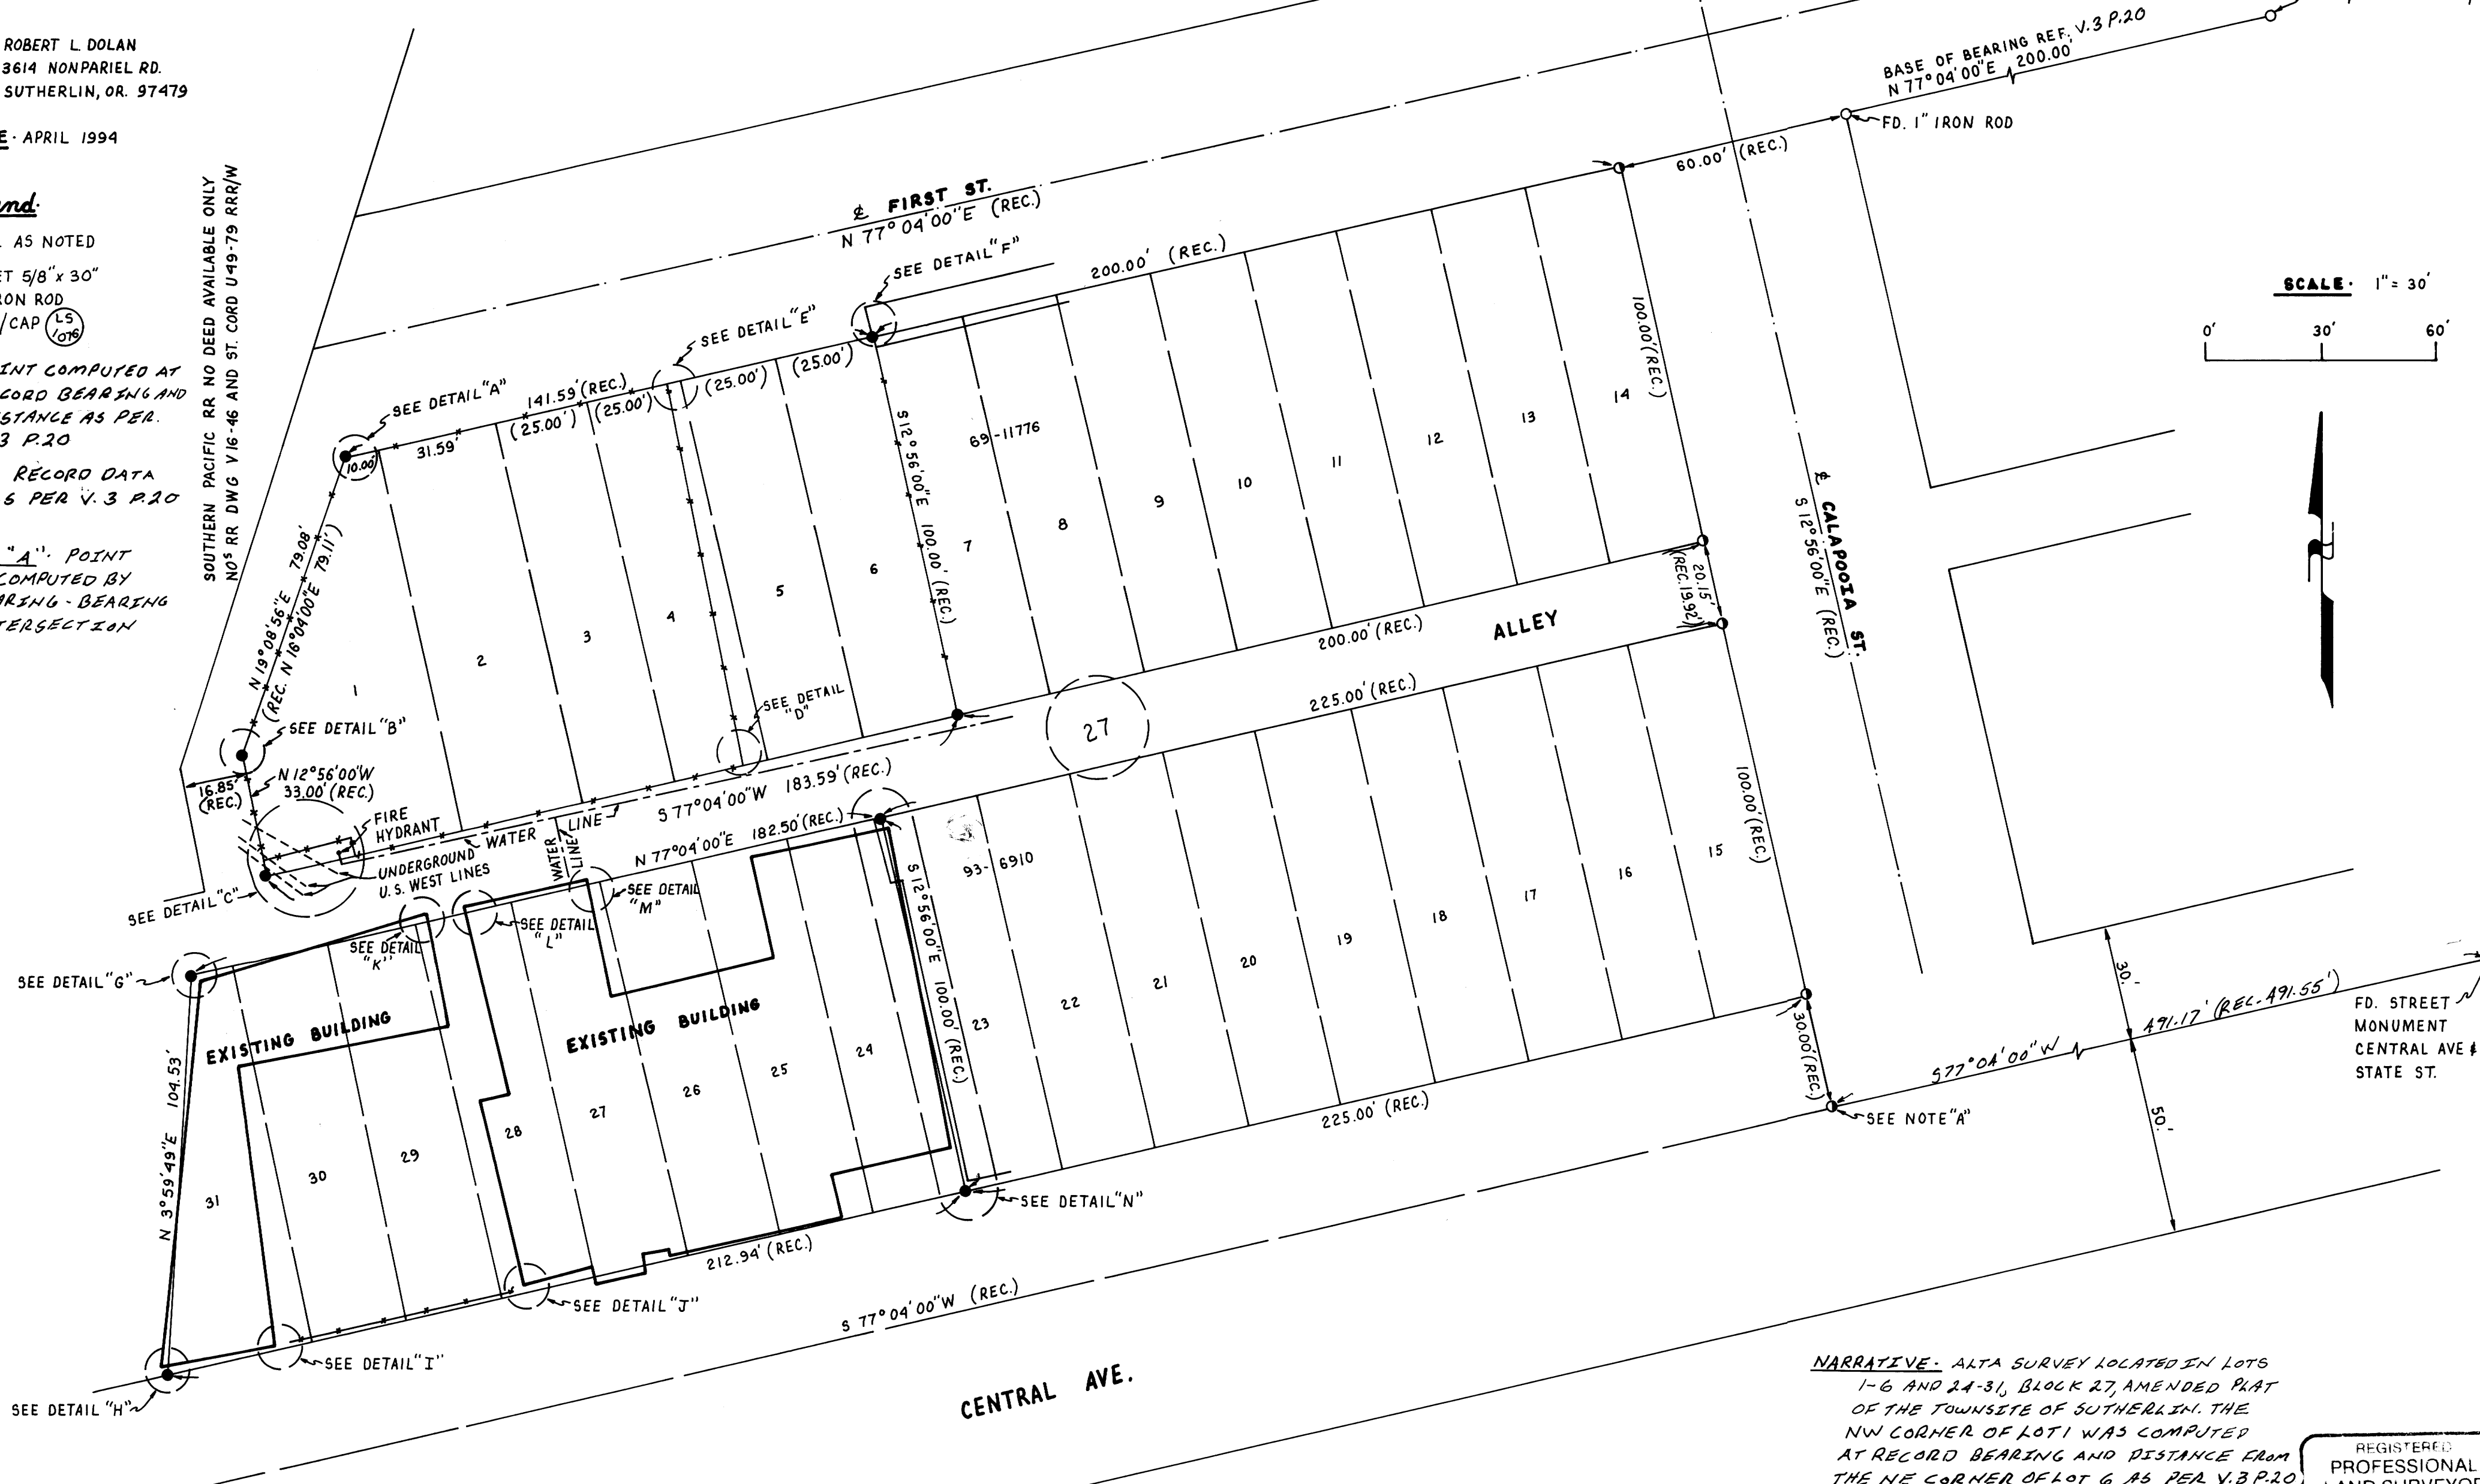 ROBERT L. DOLAN
3614 NONPARIEL RD.
SUTHERLIN, OR. 97479
E· APRIL 1994
AS NOTED
5/8"x 30"
RON ROD
/CAP LS 1076
INT COMPUTED AT
CORD BEARING AND
STANCE AS PER.
3 P.20
RECORD DATA
S PER V. 3 P.20
"A"· POINT
COMPUTED BY
ARING - BEARING
TERSECTION
SOUTHERN PACIFIC RR NO DEED AVAILABLE ONLY
NOS RR DWG V16-46 AND ST. CORD U49-79 RRR/W
℄ FIRST ST.
N 77°04'00"E (REC.)
BASE OF BEARING REF. V.3 P.20
N 77°04'00"E 200.00'
FD. 1" IRON ROD
60.00' (REC.)
SCALE· 1"= 30'
0' 30' 60'
SEE DETAIL "F"
200.00' (REC.)
SEE DETAIL "E"
SEE DETAIL "A"
141.59' (REC.)
10.00'
31.59'
(25.00')
(25.00')
(25.00')
(25.00')
S 12°56'00"E 100.00' (REC.)
69-11776
100.00' (REC.)
1
2
3
4
5
6
7
8
9
10
11
12
13
14
N 19°08'56"E 79.08'
(REC. N 16°04'00"E 79.11')
℄ CALAPOOIA ST.
S 12°56'00"E (REC.)
20.15'
(REC. 19.92')
ALLEY
200.00' (REC.)
225.00' (REC.)
27
SEE DETAIL
"D"
SEE DETAIL "B"
N 12°56'00"W
33.00' (REC.)
16.85'
(REC.)
FIRE
HYDRANT
S 77°04'00"W 183.59' (REC.)
WATER LINE
WATER
LINE
N 77°04'00"E 182.50' (REC.)
UNDERGROUND
U.S. WEST LINES
SEE DETAIL "C"
SEE DETAIL
"M"
SEE DETAIL
"L"
SEE DETAIL
"K"
SEE DETAIL "G"
EXISTING BUILDING
EXISTING BUILDING
93-6910
S 12°56'00"E 100.00' (REC.)
100.00' (REC.)
N 3°59'49"E 104.53'
31
30
29
28
27
26
25
24
23
22
21
20
19
18
17
16
15
212.94' (REC.)
225.00' (REC.)
SEE DETAIL "N"
SEE DETAIL "J"
SEE DETAIL "I"
SEE DETAIL "H"
30.00' (REC.)
SEE NOTE "A"
S77°04'00"W 491.17' (REC. 491.55')
30.'
50.'
FD. STREET
MONUMENT
CENTRAL AVE &
STATE ST.
S 77°04'00"W (REC.)
CENTRAL AVE.
NARRATIVE· ALTA SURVEY LOCATED IN LOTS
1-6 AND 24-31, BLOCK 27, AMENDED PLAT
OF THE TOWNSITE OF SUTHERLIN. THE
NW CORNER OF LOT 1 WAS COMPUTED
AT RECORD BEARING AND DISTANCE FROM
THE NE CORNER OF LOT 6 AS PER V.3 P.20
REGISTERED
PROFESSIONAL
LAND SURVEYOR